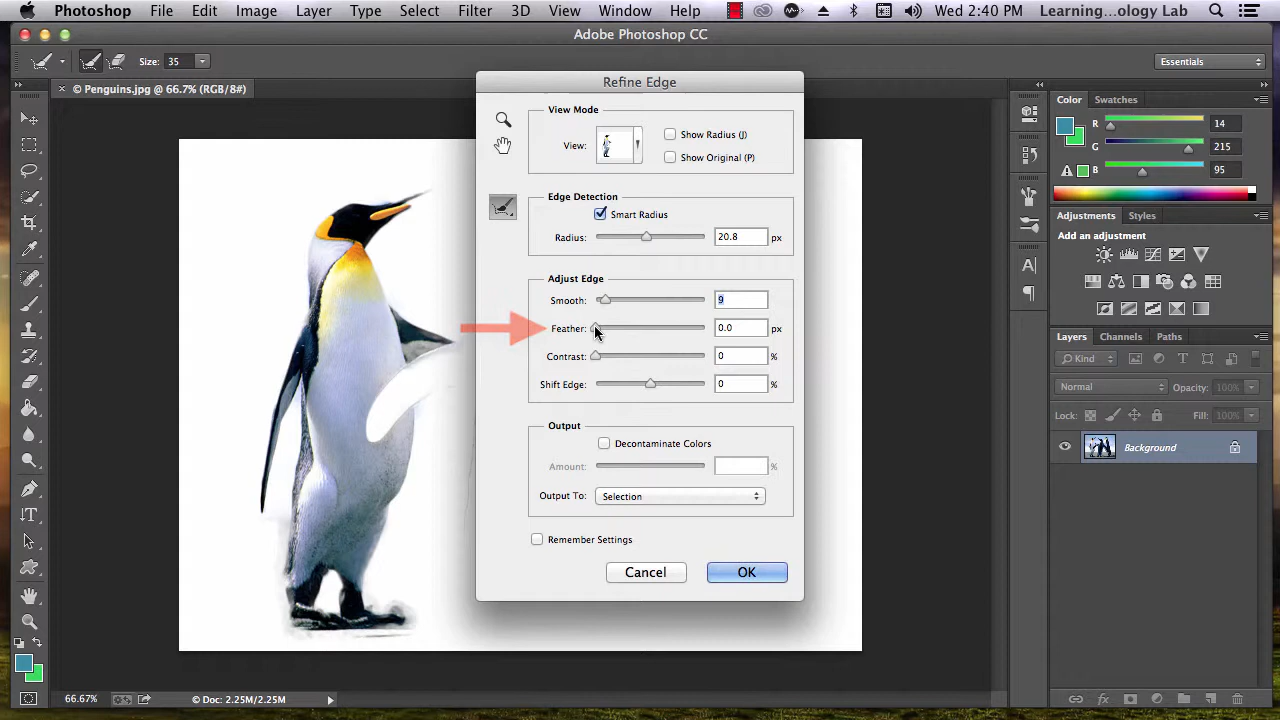 Photoshop File Edit Image Layer Type Select Filter 3D View Window Help Wed 2:40 PM Learning...ology Lab
Adobe Photoshop CC
Size: 35
Essentials
× © Penguins.jpg @ 66.7% (RGB/8#)
Refine Edge
View Mode
View:
Show Radius (J)
Show Original (P)
Edge Detection
Smart Radius
Radius: 20.8 px
Adjust Edge
Smooth: 9
Feather: 0.0 px
Contrast: 0 %
Shift Edge: 0 %
Output
Decontaminate Colors
Amount: %
Output To: Selection
Remember Settings
Cancel OK
Color Swatches
R 14
G 215
B 95
Adjustments Styles
Add an adjustment
Layers Channels Paths
Kind
Normal Opacity: 100%
Lock: Fill: 100%
Background
66.67% © Doc: 2.25M/2.25M